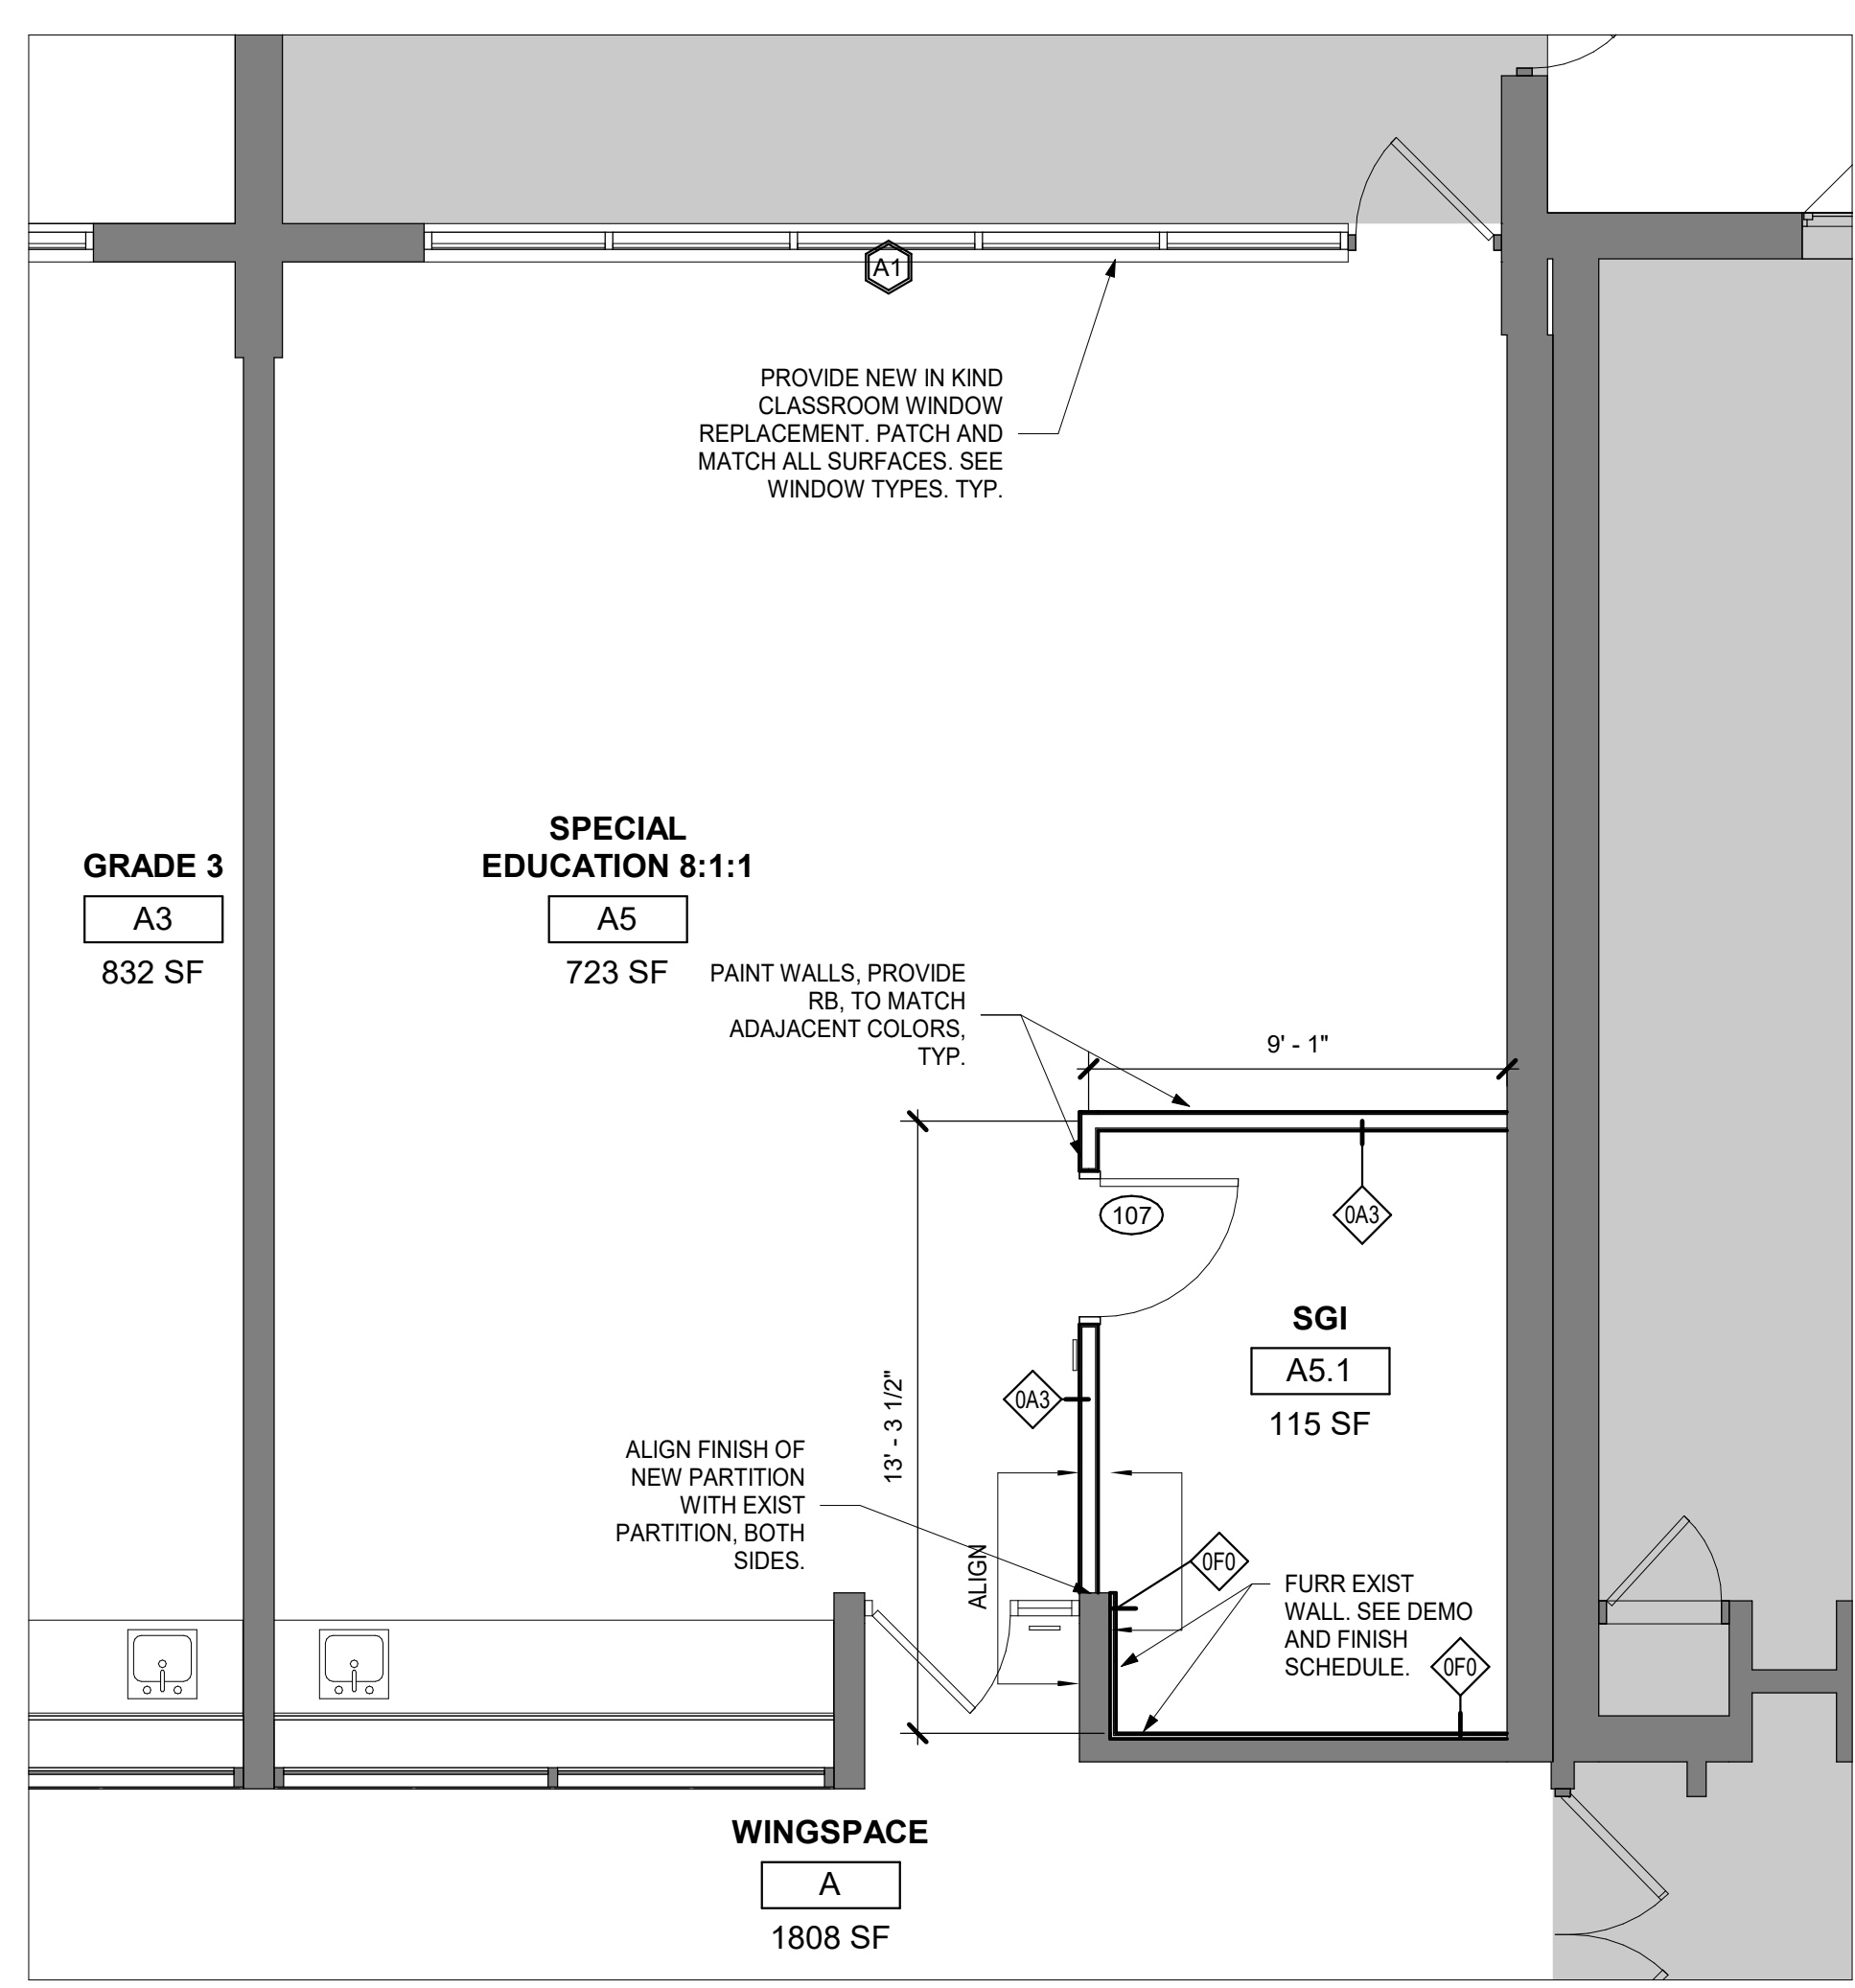 A1
PROVIDE NEW IN KIND
CLASSROOM WINDOW
REPLACEMENT. PATCH AND
MATCH ALL SURFACES. SEE
WINDOW TYPES. TYP.
GRADE 3
A3
832 SF
SPECIAL
EDUCATION 8:1:1
A5
723 SF
PAINT WALLS, PROVIDE
RB, TO MATCH
ADAJACENT COLORS,
TYP.
9' - 1"
107
0A3
SGI
A5.1
115 SF
0A3
13' - 3 1/2"
ALIGN FINISH OF
NEW PARTITION
WITH EXIST
PARTITION, BOTH
SIDES.
ALIGN
0F0
FURR EXIST
WALL. SEE DEMO
AND FINISH
SCHEDULE.
0F0
WINGSPACE
A
1808 SF